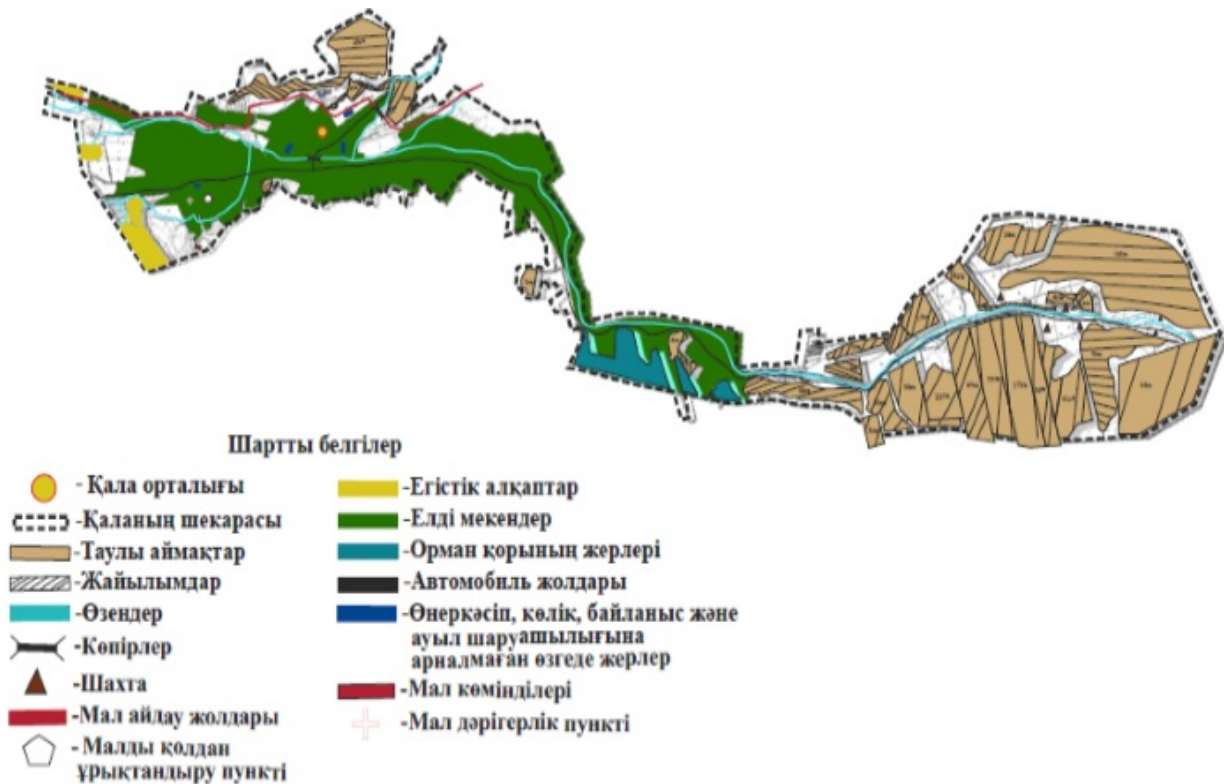 Шартты белгілер
- Қала орталығы
-Қаланың шекарасы
-Таулы аймақтар
-Жайылымдар
-Өзендер
-Көпірлер
-Шахта
-Мал айдау жолдары
- Малды қолдан
ұрықтандыру пункті
-Егістік алқаптар
-Елді мекендер
-Орман қорының жерлері
-Автомобиль жолдары
-Өнеркәсіп, көлік, байланыс және
ауыл шаруашылығына
арналмаған өзгеде жерлер
-Мал көмінділері
-Мал дәрігерлік пункті